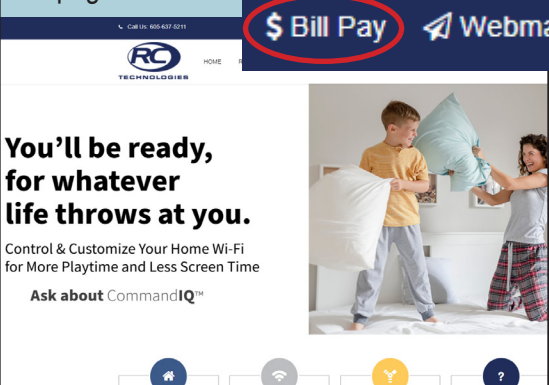 Call Us: 605-637-5211
$ Bill Pay
RC
TECHNOLOGIES
HOME
You’ll be ready,
for whatever
life throws at you.
Control & Customize Your Home Wi-Fi
for More Playtime and Less Screen Time
Ask about CommandIQ™
?